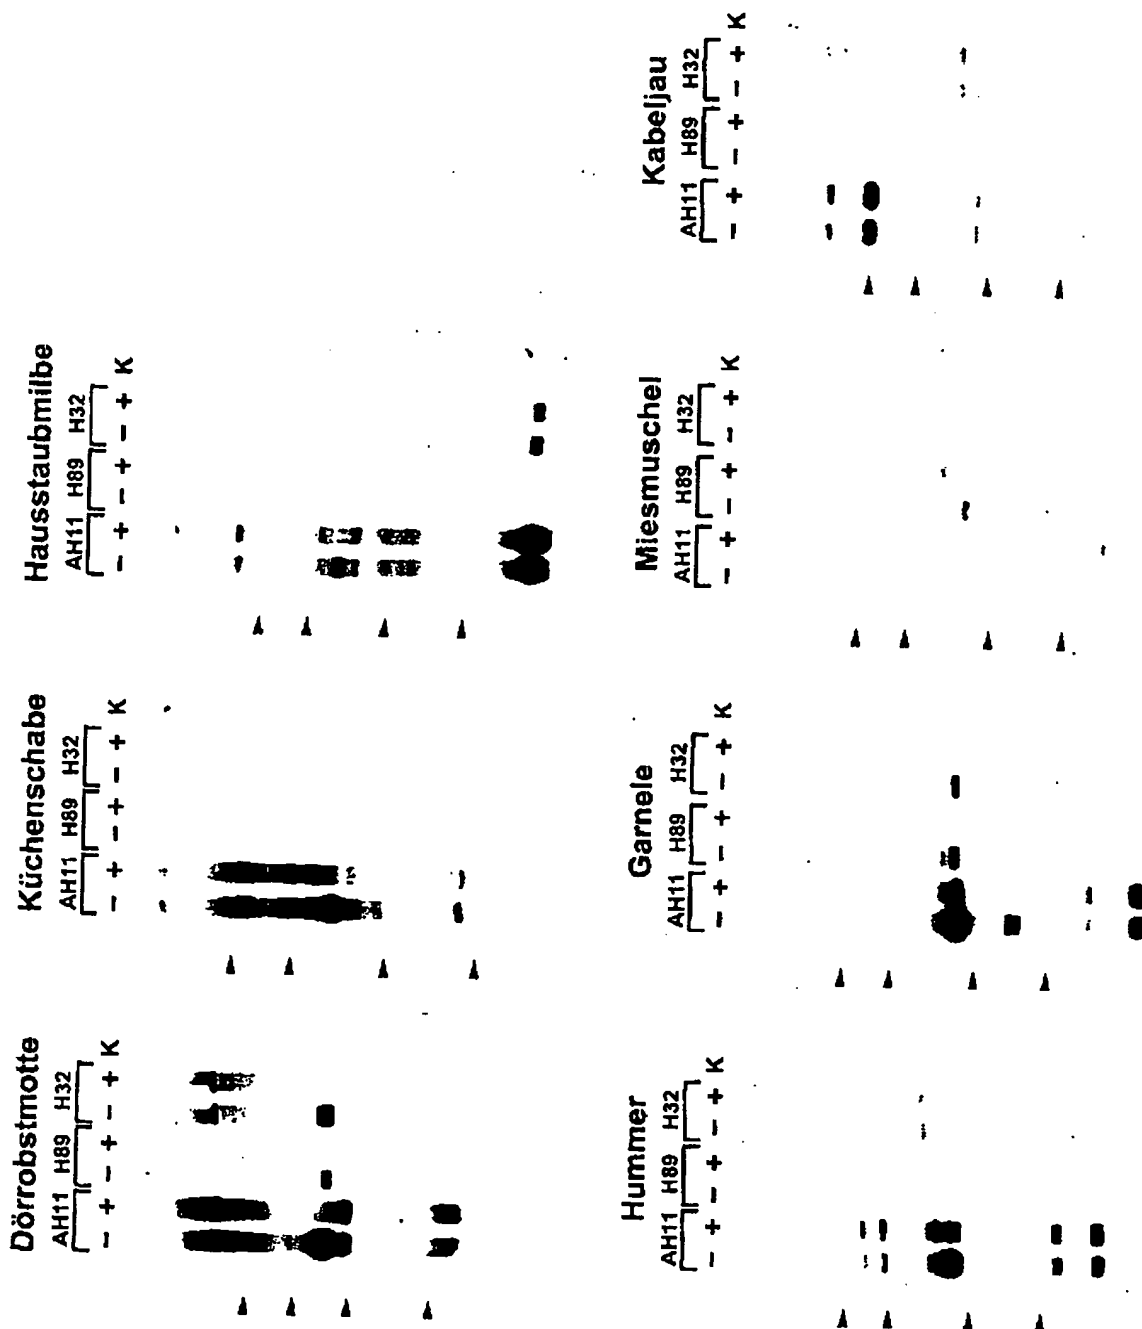 Dörrobstmotte
AH11 H89 H32
− + − + − + K
Küchenschabe
AH11 H89 H32
− + − + − + K
Hausstaubmilbe
AH11 H89 H32
− + − + − + K
Hummer
AH11 H89 H32
− + − + − + K
Garnele
AH11 H89 H32
− + − + − + K
Miesmuschel
AH11 H89 H32
− + − + − + K
Kabeljau
AH11 H89 H32
− + − + − + K